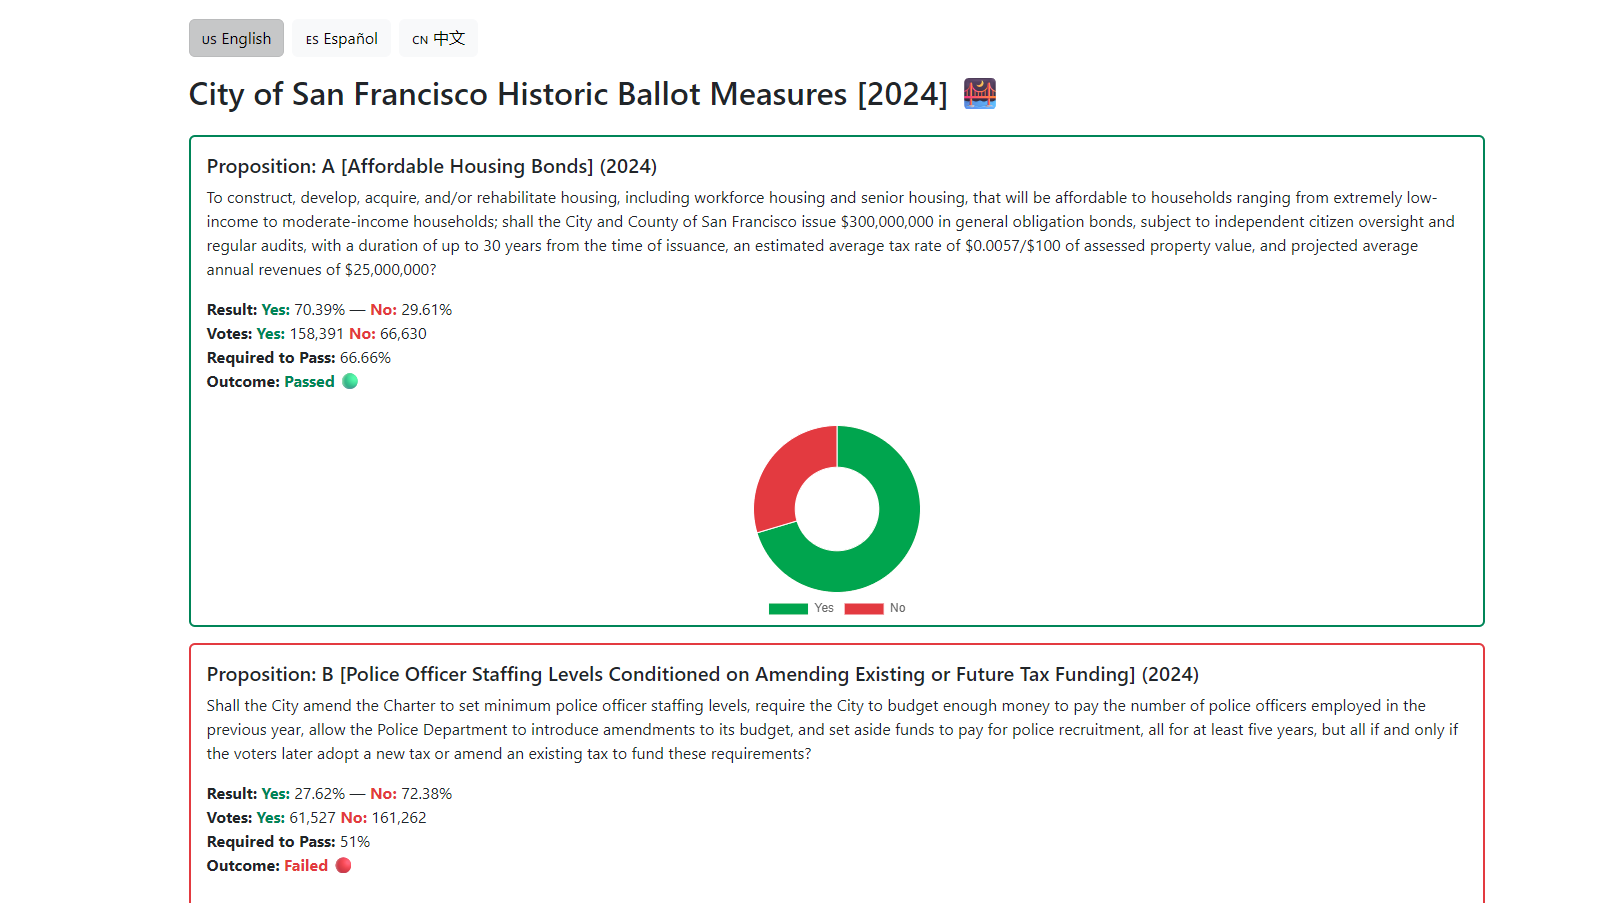 US English ES Español CN 中文
City of San Francisco Historic Ballot Measures [2024]
Proposition: A [Affordable Housing Bonds] (2024)
To construct, develop, acquire, and/or rehabilitate housing, including workforce housing and senior housing, that will be affordable to households ranging from extremely low-
income to moderate-income households; shall the City and County of San Francisco issue $300,000,000 in general obligation bonds, subject to independent citizen oversight and
regular audits, with a duration of up to 30 years from the time of issuance, an estimated average tax rate of $0.0057/$100 of assessed property value, and projected average
annual revenues of $25,000,000?
Result: Yes: 70.39% — No: 29.61%
Votes: Yes: 158,391 No: 66,630
Required to Pass: 66.66%
Outcome: Passed
Yes No
Proposition: B [Police Officer Staffing Levels Conditioned on Amending Existing or Future Tax Funding] (2024)
Shall the City amend the Charter to set minimum police officer staffing levels, require the City to budget enough money to pay the number of police officers employed in the
previous year, allow the Police Department to introduce amendments to its budget, and set aside funds to pay for police recruitment, all for at least five years, but all if and only if
the voters later adopt a new tax or amend an existing tax to fund these requirements?
Result: Yes: 27.62% — No: 72.38%
Votes: Yes: 61,527 No: 161,262
Required to Pass: 51%
Outcome: Failed